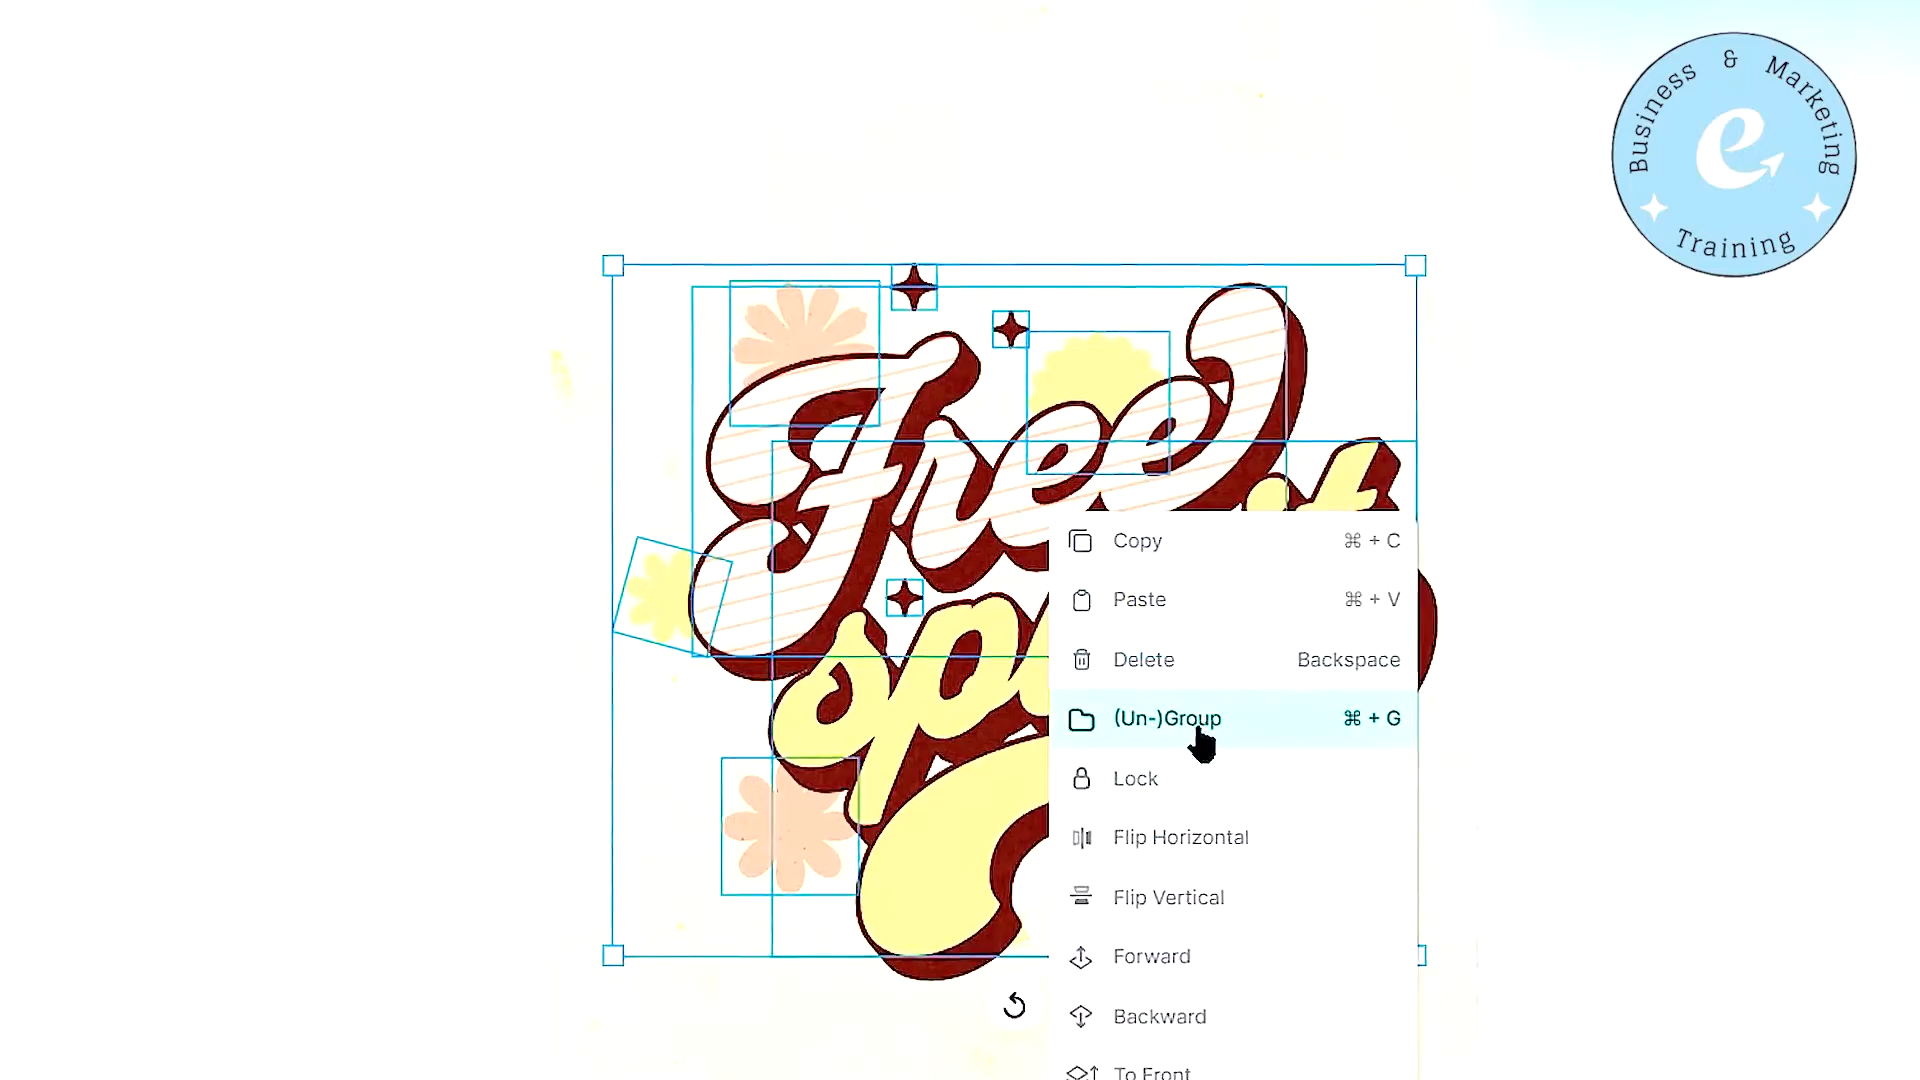 Business & Marketing
e
Training
Free
Copy ⌘ + C
Paste ⌘ + V
Delete Backspace
(Un-)Group ⌘ + G
Lock
Flip Horizontal
Flip Vertical
Forward
Backward
To Front